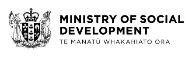 MINISTRY OF SOCIAL
DEVELOPMENT
TE MANATŪ WHAKAHIATO ORA